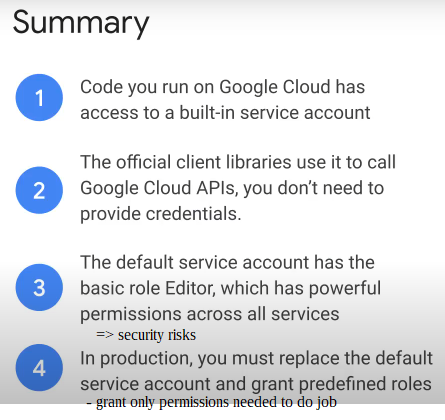 Summary
1 Code you run on Google Cloud has
access to a built-in service account
The official client libraries use it to call
2 Google Cloud APIs, you don't need to
provide credentials.
The default service account has the
3 basic role Editor, which has powerful
permissions across all services
=> security risks
4 In production, you must replace the default
service account and grant predefined roles
- grant only permissions needed to do job